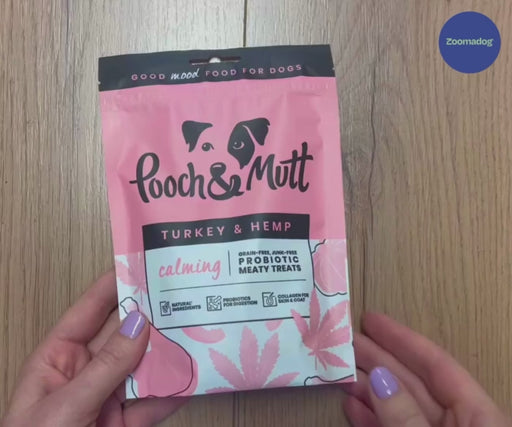 Zoomadog
GOOD mood FOOD FOR DOGS
Pooch & Mutt
TURKEY & HEMP
calming
GRAIN-FREE, JUNK-FREE
PROBIOTIC
MEATY TREATS
NATURAL
INGREDIENTS
PROBIOTICS
FOR DIGESTION
COLLAGEN FOR
SKIN & COAT